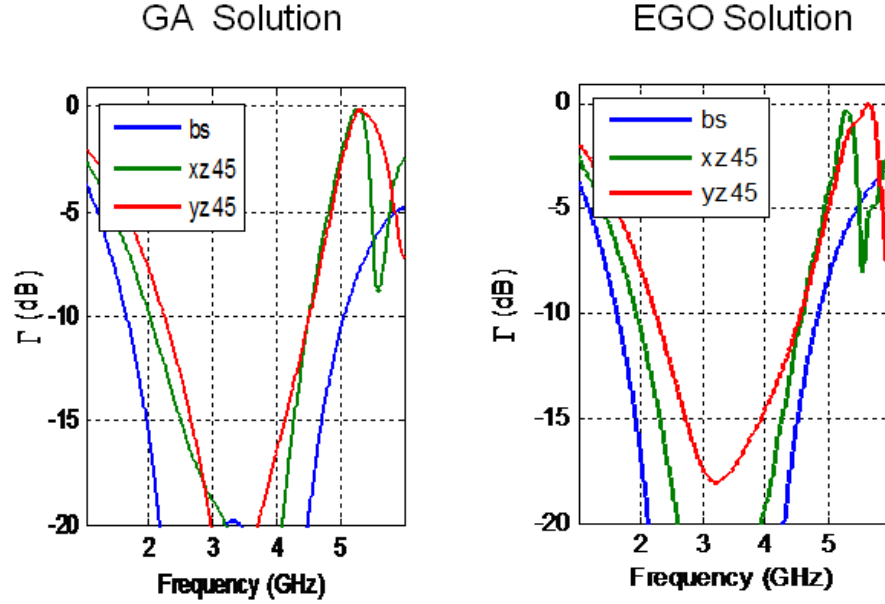 GA Solution
0
-5
-10
-15
-20
Γ (dB)
bs
xz45
yz45
2 3 4 5
Frequency (GHz)
EGO Solution
0
-5
-10
-15
-20
Γ (dB)
bs
xz45
yz45
2 3 4 5
Frequency (GHz)